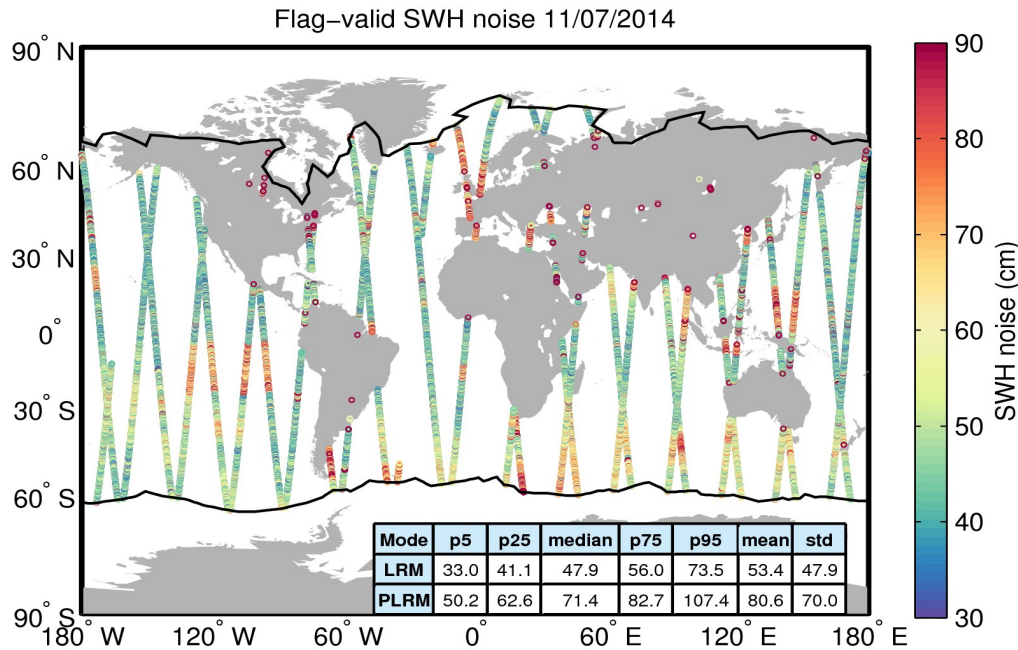 Flag−valid SWH noise 11/07/2014
90° N
60° N
30° N
0°
30° S
60° S
90° S
180° W
120° W
60° W
0°
60° E
120° E
180° E
Mode p5 p25 median p75 p95 mean std
LRM 33.0 41.1 47.9 56.0 73.5 53.4 47.9
PLRM 50.2 62.6 71.4 82.7 107.4 80.6 70.0
90
80
70
60
50
40
30
SWH noise (cm)